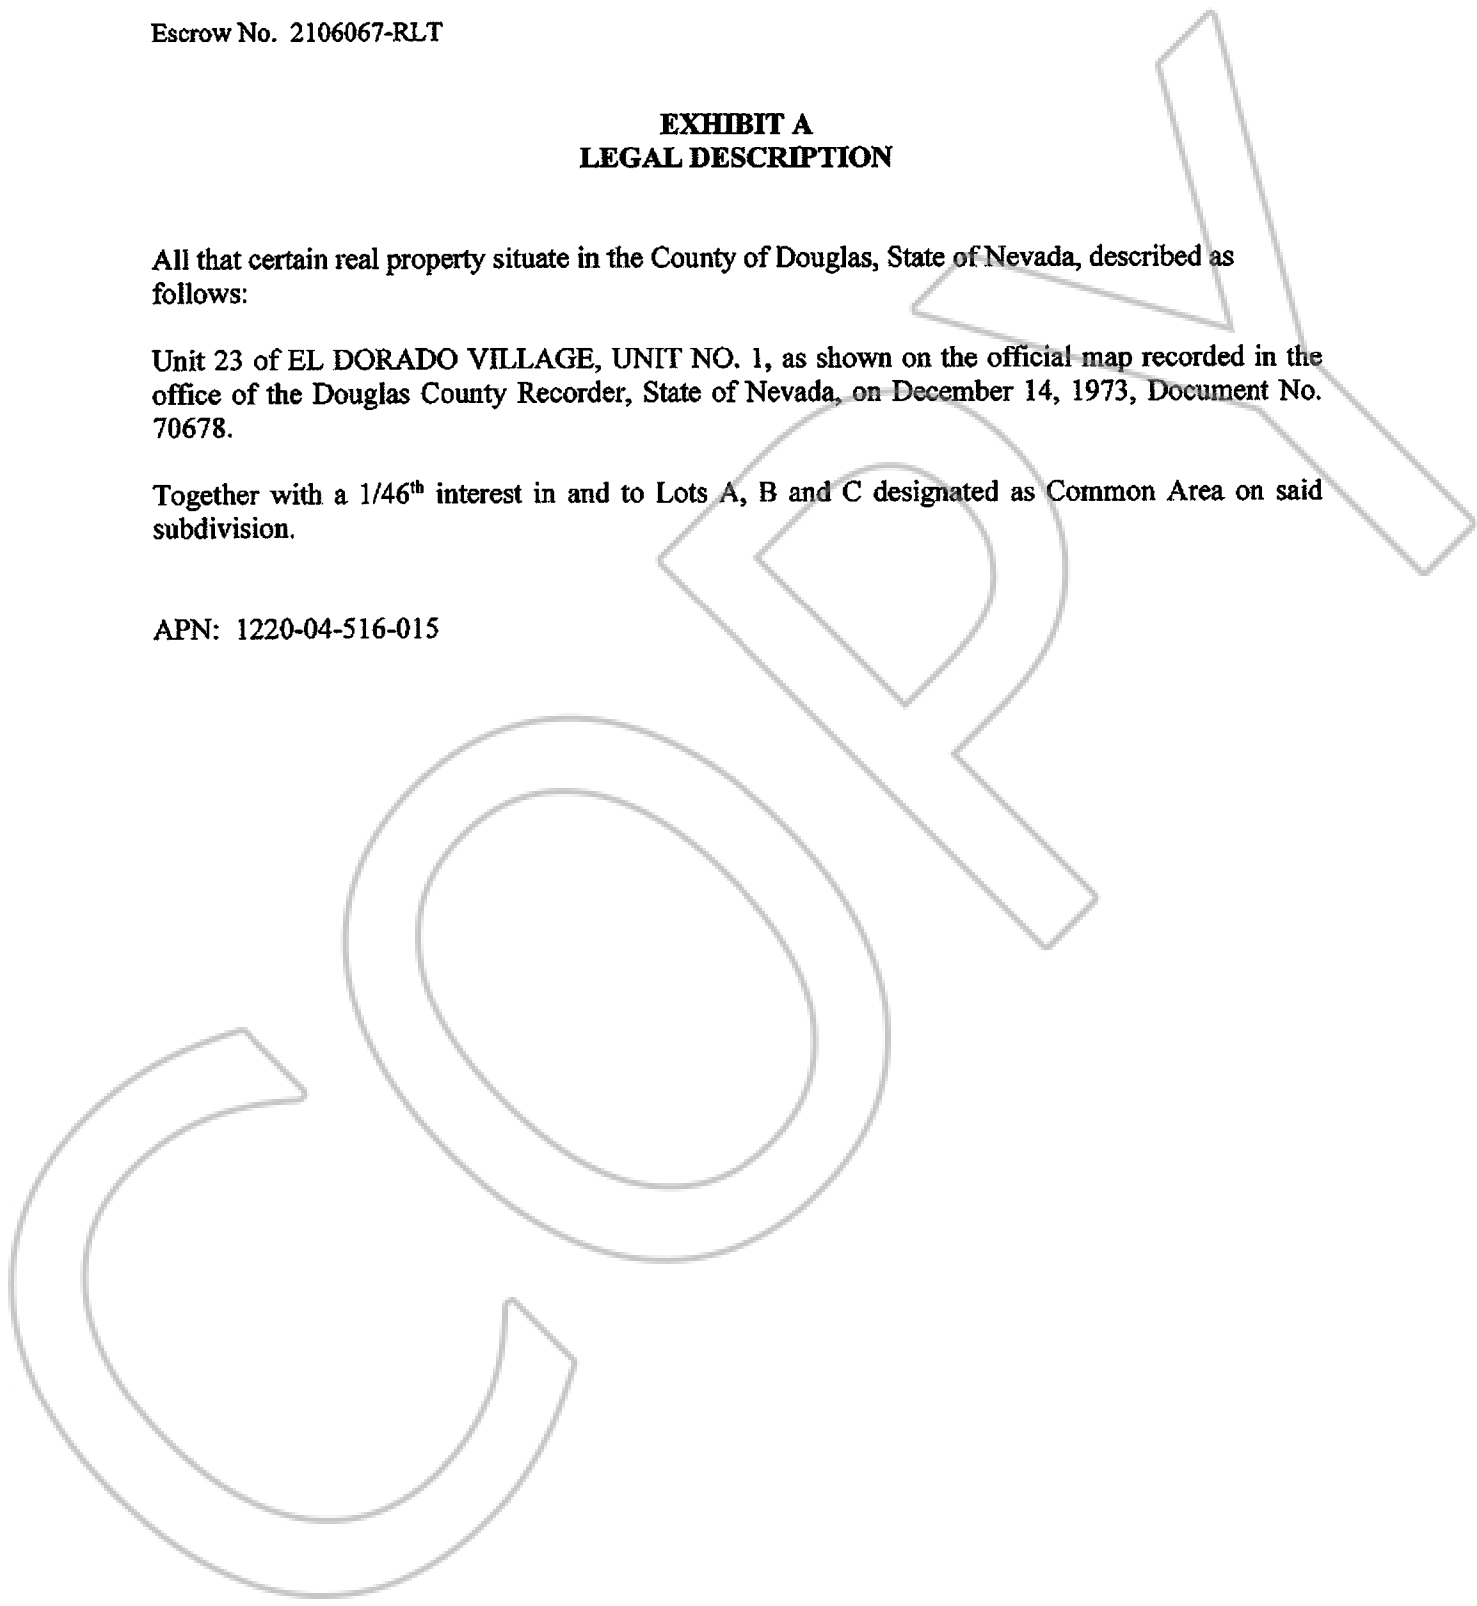 Escrow No. 2106067-RLT
EXHIBIT A
LEGAL DESCRIPTION
All that certain real property situate in the County of Douglas, State of Nevada, described as
follows:
Unit 23 of EL DORADO VILLAGE, UNIT NO. 1, as shown on the official map recorded in the
office of the Douglas County Recorder, State of Nevada, on December 14, 1973, Document No.
70678.
Together with a 1/46th interest in and to Lots A, B and C designated as Common Area on said
subdivision.
APN: 1220-04-516-015
COPY